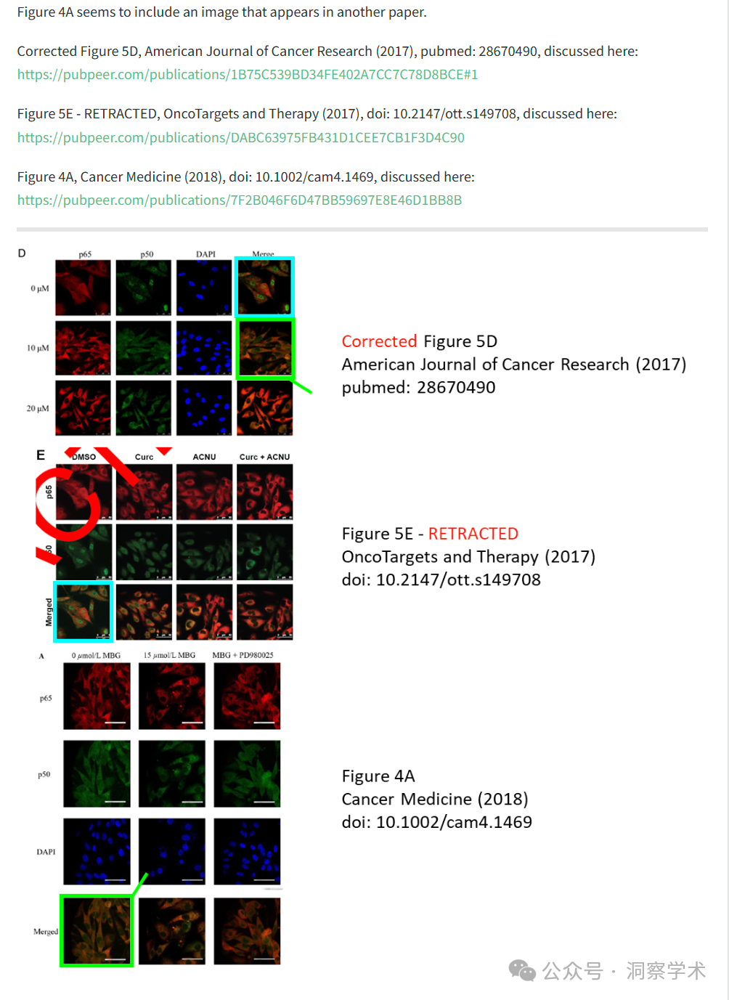 Figure 4A seems to include an image that appears in another paper.
Corrected Figure 5D, American Journal of Cancer Research (2017), pubmed: 28670490, discussed here:
https://pubpeer.com/publications/1B75C539BD34FE402A7CC7C78D8BCE#1
Figure 5E - RETRACTED, OncoTargets and Therapy (2017), doi: 10.2147/ott.s149708, discussed here:
https://pubpeer.com/publications/DABC63975FB431D1CEE7CB1F3D4C90
Figure 4A, Cancer Medicine (2018), doi: 10.1002/cam4.1469, discussed here:
https://pubpeer.com/publications/7F2B046F6D47BB59697E8E46D1BB8B
D
p65 p50 DAPI Merge
0 μM
10 μM
20 μM
Corrected Figure 5D
American Journal of Cancer Research (2017)
pubmed: 28670490
E
DMSO Curc ACNU Curc + ACNU
p65
50
Merged
Figure 5E - RETRACTED
OncoTargets and Therapy (2017)
doi: 10.2147/ott.s149708
A 0 μmol/L MBG 15 μmol/L MBG MBG + PD980025
p65
p50
DAPI
Merged
Figure 4A
Cancer Medicine (2018)
doi: 10.1002/cam4.1469
公众号 · 洞察学术